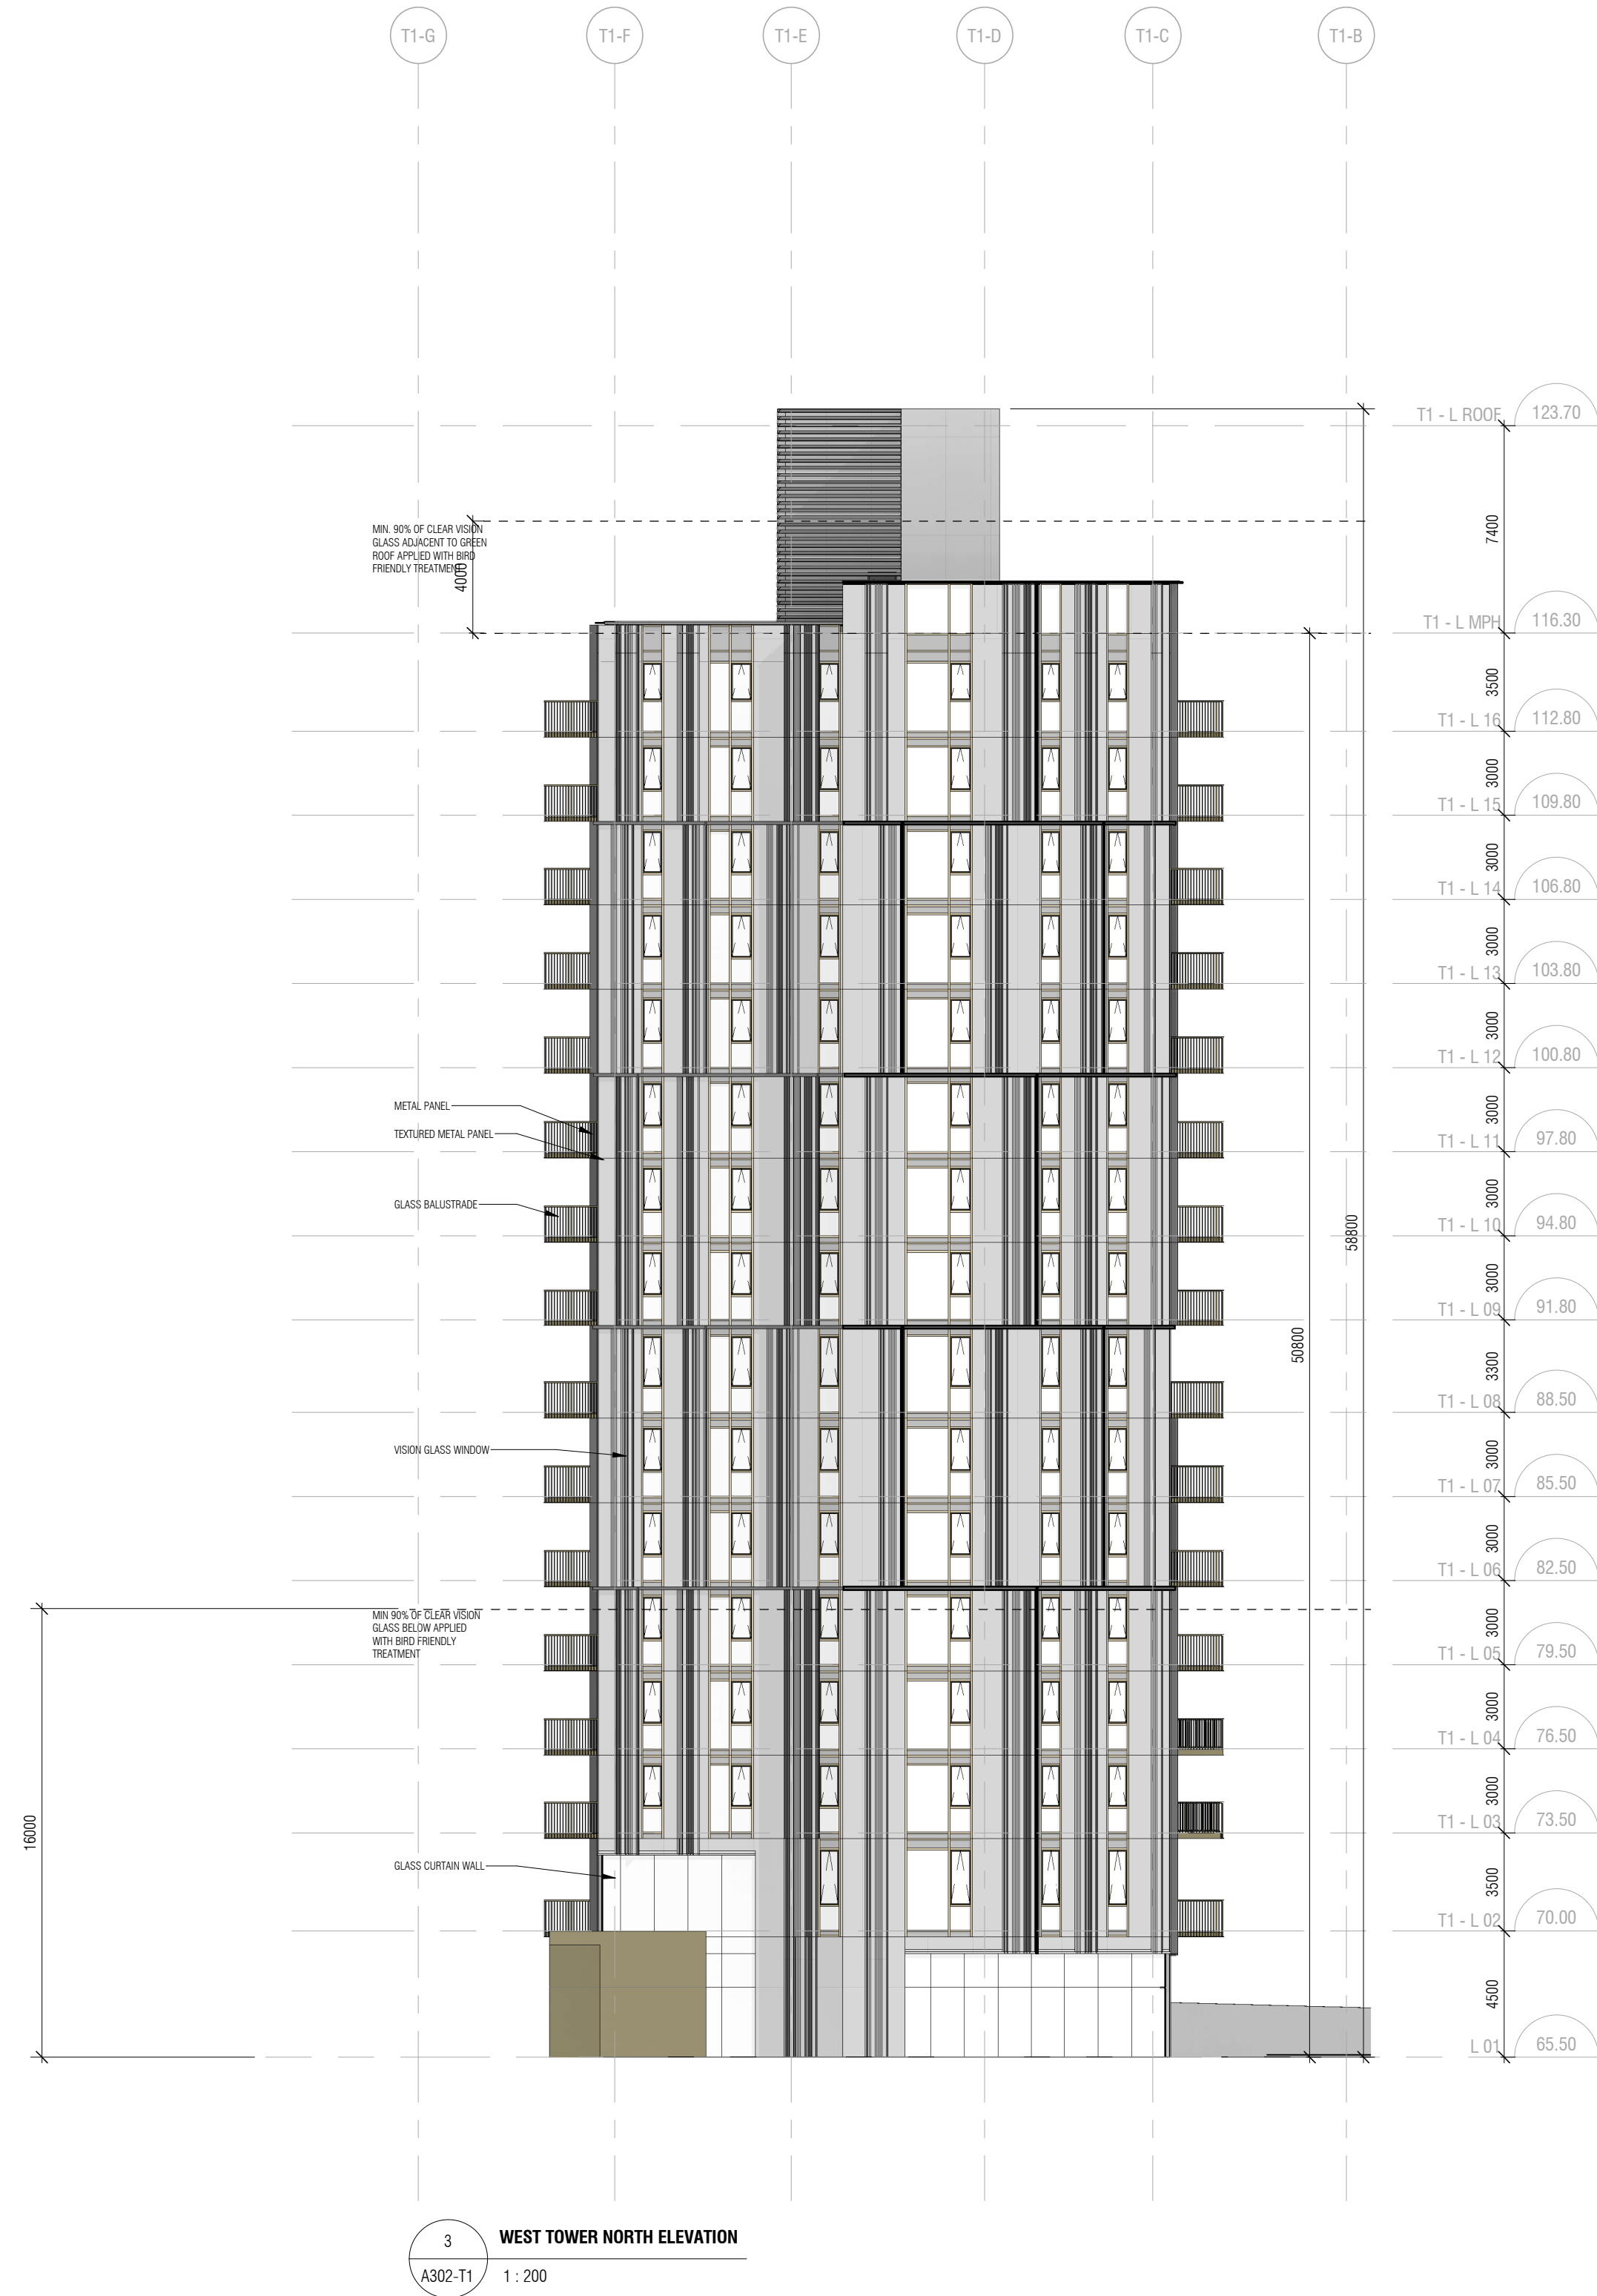 T1-G T1-F T1-E T1-D T1-C T1-B
T1 - L ROOF 123.70
7400
MIN. 90% OF CLEAR VISION
GLASS ADJACENT TO GREEN
ROOF APPLIED WITH BIRD
FRIENDLY TREATMENT
4000
T1 - L MPH 116.30
3500
T1 - L 16 112.80
3000
T1 - L 15 109.80
3000
T1 - L 14 106.80
3000
T1 - L 13 103.80
3000
T1 - L 12 100.80
3000
METAL PANEL
TEXTURED METAL PANEL
T1 - L 11 97.80
3000
GLASS BALUSTRADE
T1 - L 10 94.80
58800
3000
T1 - L 09 91.80
50800
3300
T1 - L 08 88.50
VISION GLASS WINDOW
3000
T1 - L 07 85.50
3000
T1 - L 06 82.50
3000
MIN 90% OF CLEAR VISION
GLASS BELOW APPLIED
WITH BIRD FRIENDLY
TREATMENT
T1 - L 05 79.50
3000
T1 - L 04 76.50
3000
16000
T1 - L 03 73.50
GLASS CURTAIN WALL
3500
T1 - L 02 70.00
4500
L 01 65.50
3
WEST TOWER NORTH ELEVATION
A302-T1
1 : 200